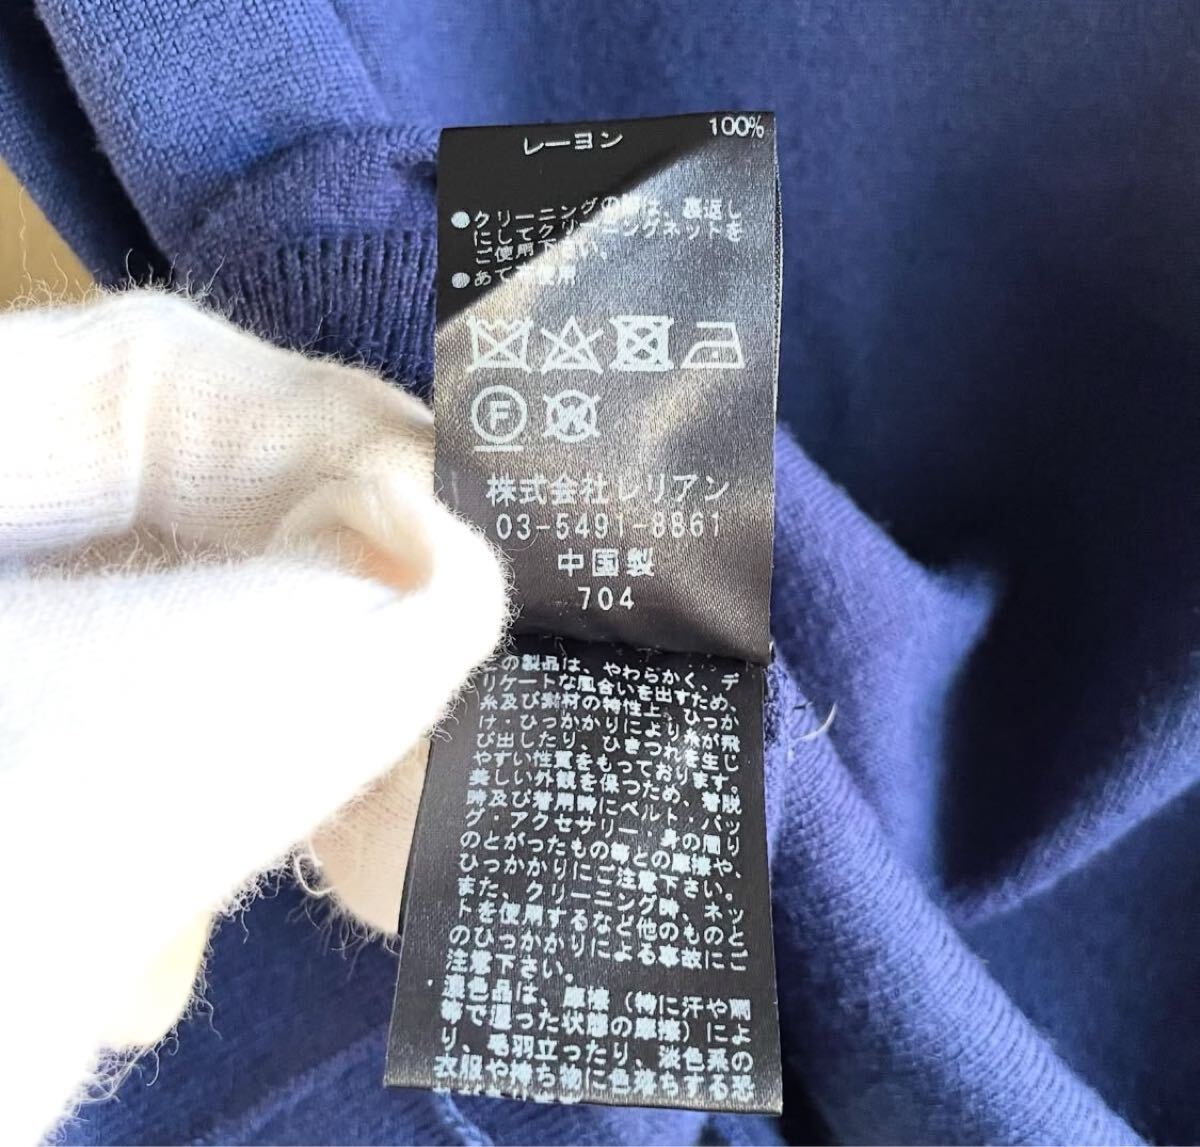 レーヨン 100%
●クリーニングの際は、裏返し
にしてクリーニングネットを
ご使用下さい、
●あて布使用
F W
株式会社レリアン
03-5491-8861
中国製
704
この製品は、やわらかく、デ
リケートな風合いを出すため、
糸及び素材の特性上、ひっか
け・ひっかかりにより糸が飛
び出したり、ひきつれを生じ
やすい性質をもっております。
美しい外観を保つため、着脱
時及び着用時にベルト・バッ
グ・アクセサリー・身の周り
のとがったもの等との摩擦や、
ひっかかりにご注意下さい。
また、クリーニング時、ネッ
トを使用するなど他のものと
のひっかかりによる事故にご
注意下さい。
・濃色品は、摩擦（特に汗や雨
等で湿った状態の摩擦）によ
り、毛羽立ったり、淡色系の
衣服や持ち物に色落ちする恐